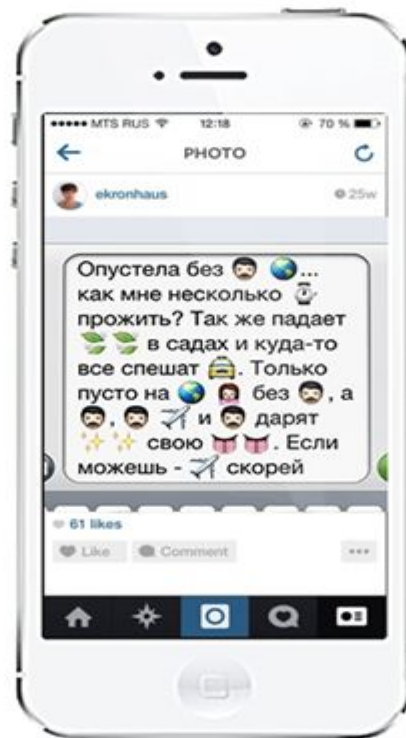 MTS RUS 12:18 70 %
PHOTO
ekronhaus 25w
Опустела без 🧔 🌏...
как мне несколько ⌚
прожить? Так же падает
🍃 🍃 в садах и куда-то
все спешат 🚖. Только
пусто на 🌏 🙍 без 🧔, а
🧔, 🧔 ✈️ и 🧔 дарят
✨ ✨ свою 👅 👅. Если
можешь - ✈️ скорей
61 likes
Like Comment